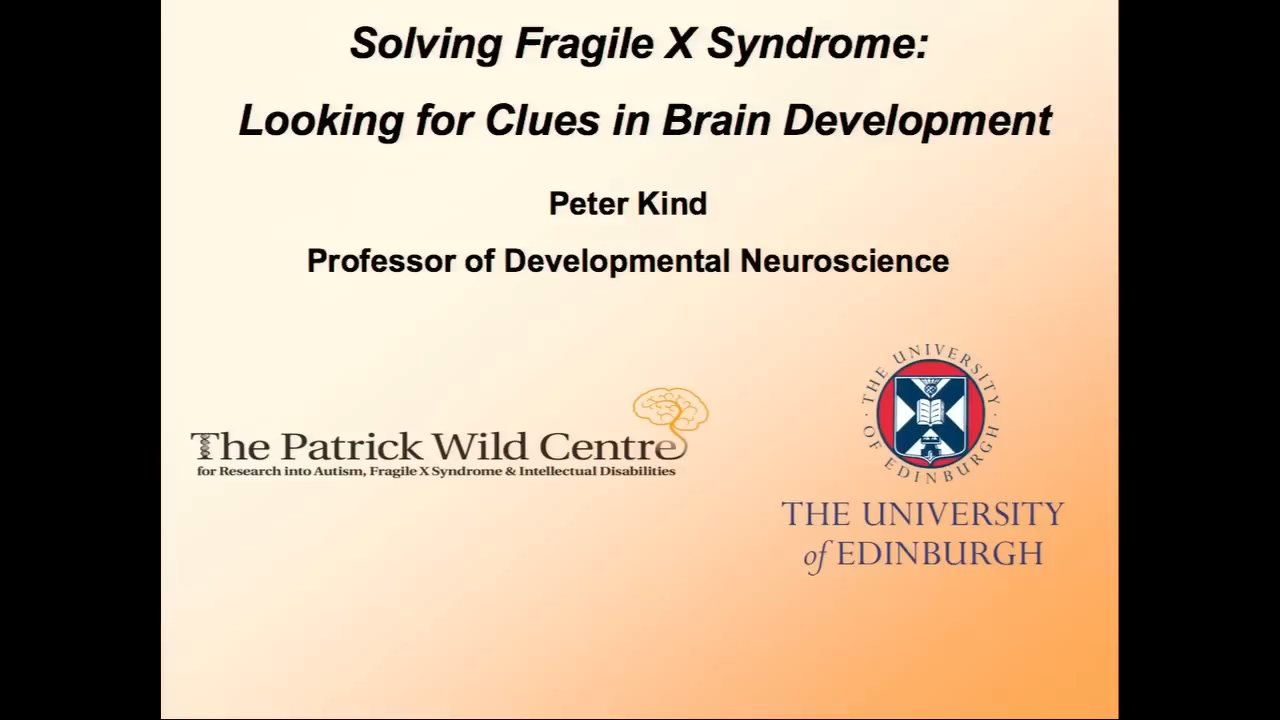 Solving Fragile X Syndrome:
Looking for Clues in Brain Development
Peter Kind
Professor of Developmental Neuroscience
The Patrick Wild Centre
for Research into Autism, Fragile X Syndrome & Intellectual Disabilities
THE UNIVERSITY
OF EDINBURGH
THE UNIVERSITY
of EDINBURGH